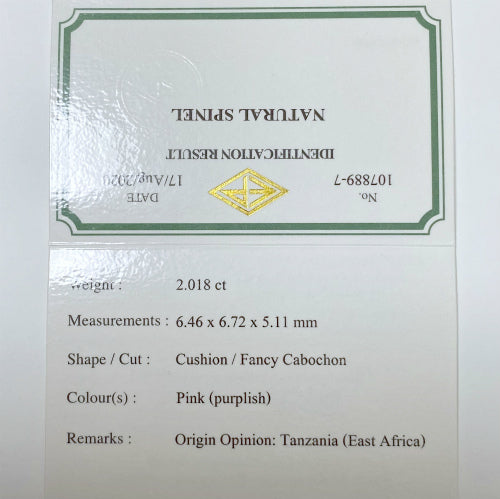 No. 107889-7
DATE 17/Aug/2020
IDENTIFICATION RESULT
NATURAL SPINEL
Weight : 2.018 ct
Measurements : 6.46 x 6.72 x 5.11 mm
Shape / Cut : Cushion / Fancy Cabochon
Colour(s) : Pink (purplish)
Remarks : Origin Opinion: Tanzania (East Africa)